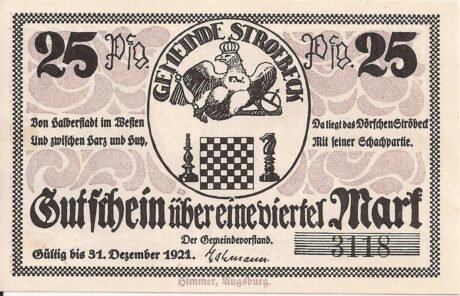 25 Pfg. GEMEINDE STROEBECK Pfg. 25
Von Halberstadt im Westen
Und zwischen Harz und Huy,
Da liegt das Dörfchen Ströbeck
Mit seiner Schachpartie.
Gutschein über eine viertel Mark
Der Gemeindevorstand.
3118
Gültig bis 31. Dezember 1921.
Himmer, Augsburg.